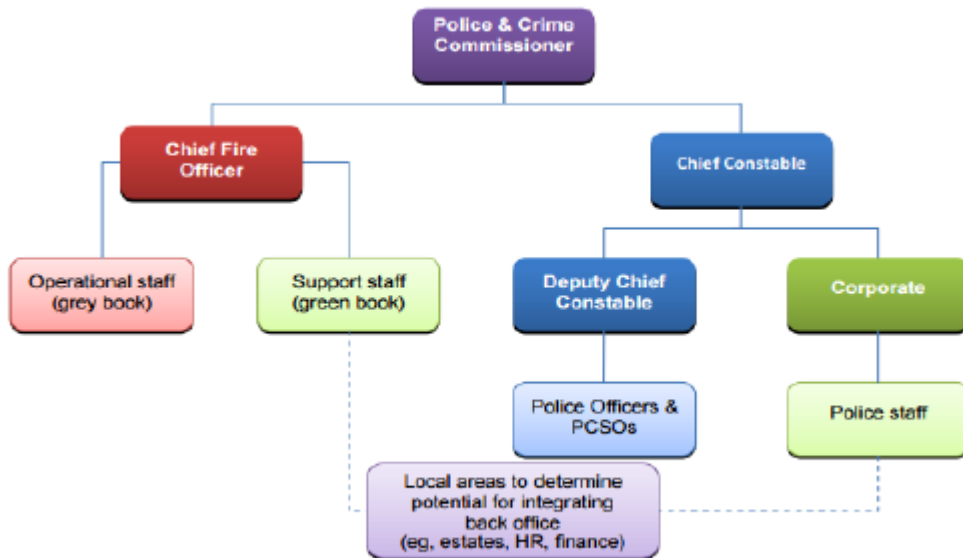 Police & Crime
Commissioner
Chief Fire
Officer
Chief Constable
Operational staff
(grey book)
Support staff
(green book)
Deputy Chief
Constable
Corporate
Police Officers &
PCSOs
Police staff
Local areas to determine
potential for integrating
back office
(eg, estates, HR, finance)